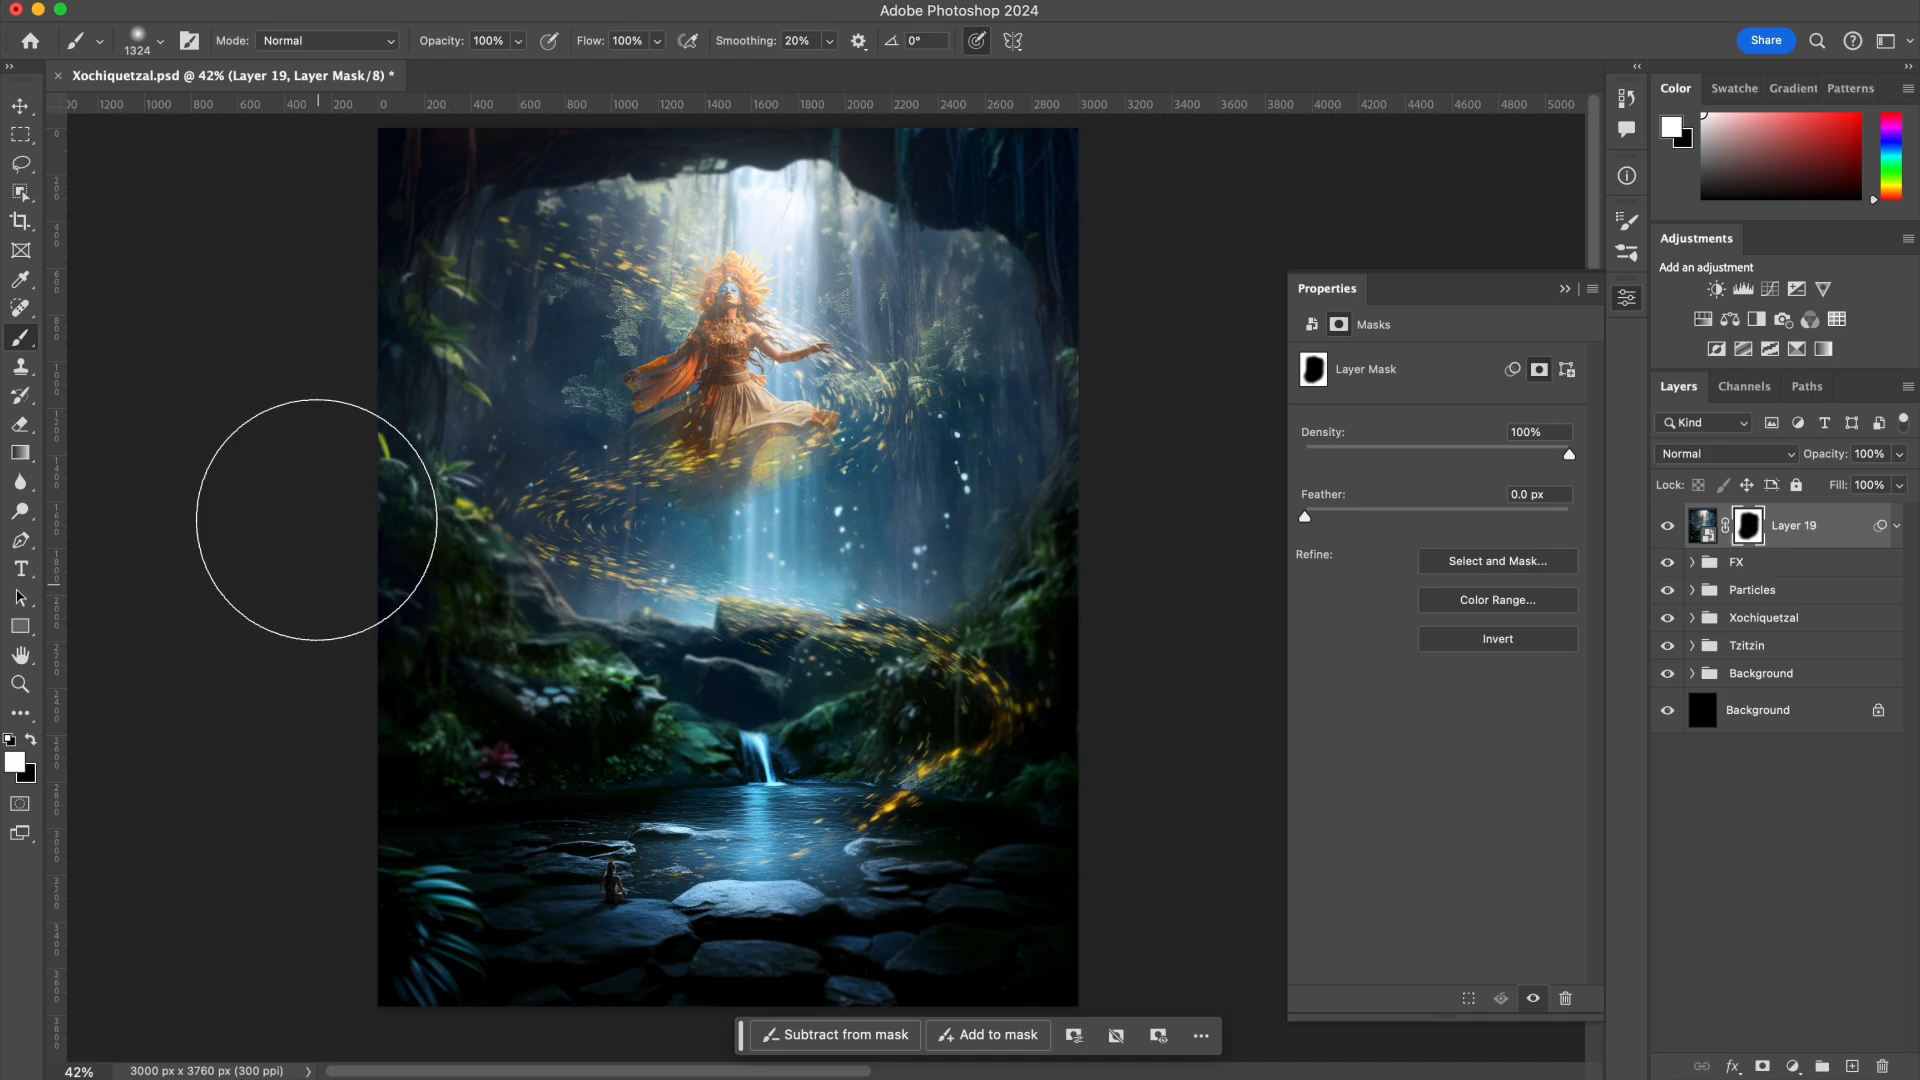 Adobe Photoshop 2024
1324
Mode: Normal
Opacity: 100%
Flow: 100%
Smoothing: 20%
0°
Share
Xochiquetzal.psd @ 42% (Layer 19, Layer Mask/8) *
1200 1000 800 600 400 200 0 200 400 600 800 1000 1200 1400 1600 1800 2000 2200 2400 2600 2800 3000 3200 3400 3600 3800 4000 4200 4400 4600 4800 5000
Color Swatche Gradient Patterns
Adjustments
Add an adjustment
Properties
Masks
Layer Mask
Density: 100%
Feather: 0.0 px
Refine:
Select and Mask...
Color Range...
Invert
Layers Channels Paths
Kind
Normal Opacity: 100%
Lock: Fill: 100%
Layer 19
FX
Particles
Xochiquetzal
Tzitzin
Background
Background
Subtract from mask
Add to mask
42%
3000 px x 3760 px (300 ppi)